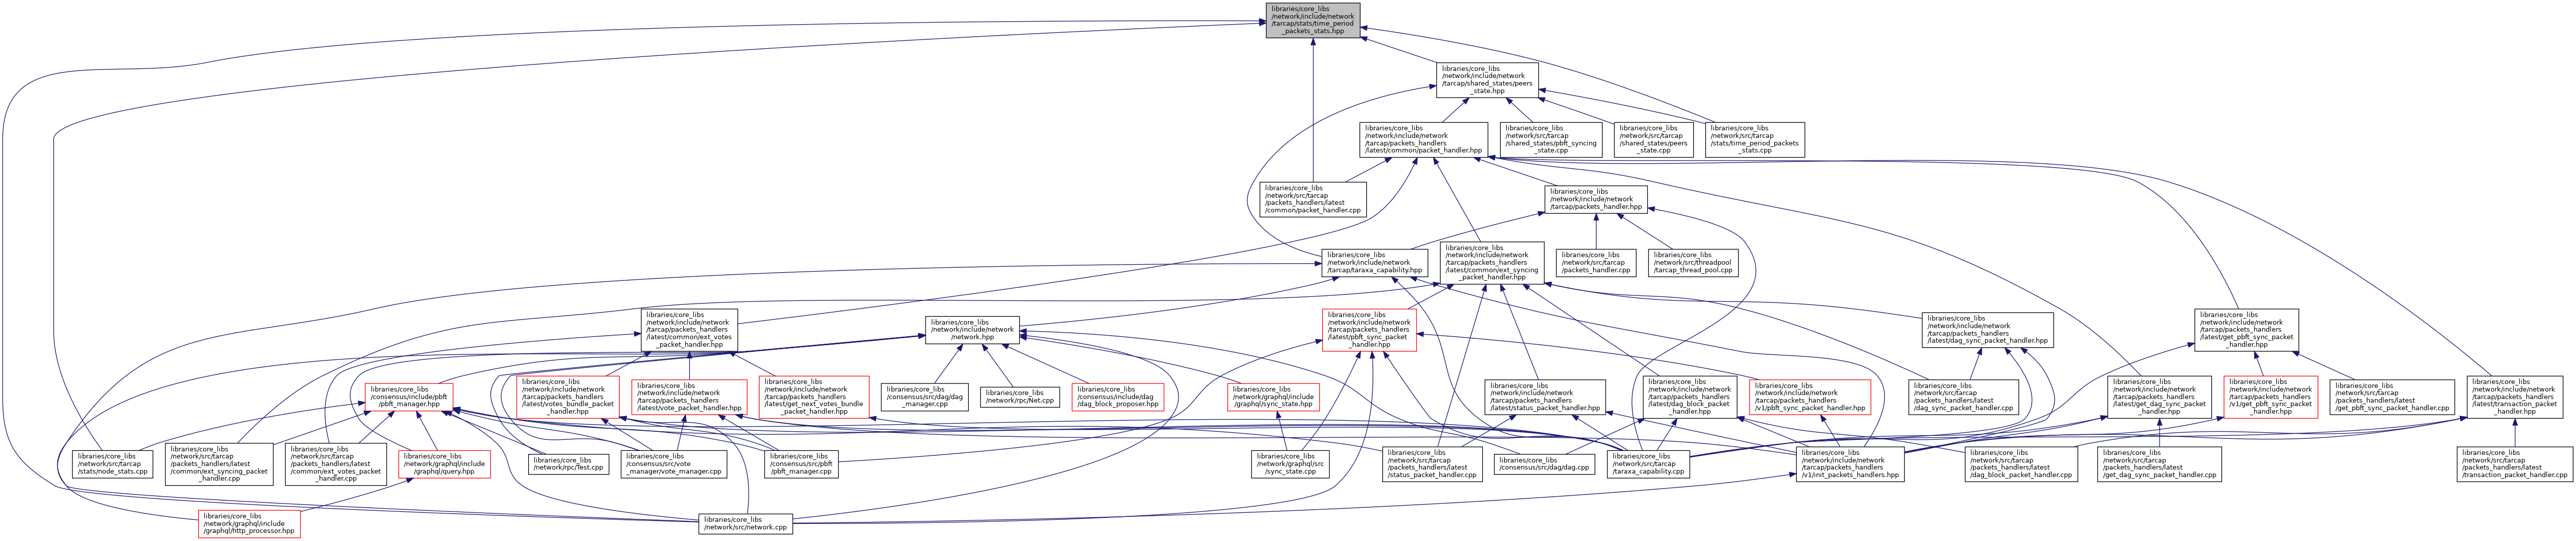 libraries/core_libs
/network/include/network
/tarcap/stats/time_period
_packets_stats.hpp
libraries/core_libs
/network/include/network
/tarcap/shared_states/peers
_state.hpp
libraries/core_libs
/network/include/network
/tarcap/packets_handlers
/latest/common/packet_handler.hpp
libraries/core_libs
/network/src/tarcap
/shared_states/pbft_syncing
_state.cpp
libraries/core_libs
/network/src/tarcap
/shared_states/peers
_state.cpp
libraries/core_libs
/network/src/tarcap
/stats/time_period_packets
_stats.cpp
libraries/core_libs
/network/src/tarcap
/packets_handlers/latest
/common/packet_handler.cpp
libraries/core_libs
/network/include/network
/tarcap/packets_handler.hpp
libraries/core_libs
/network/include/network
/tarcap/taraxa_capability.hpp
libraries/core_libs
/network/include/network
/tarcap/packets_handlers
/latest/common/ext_syncing
_packet_handler.hpp
libraries/core_libs
/network/src/tarcap
/packets_handler.cpp
libraries/core_libs
/network/src/threadpool
/tarcap_thread_pool.cpp
libraries/core_libs
/network/include/network
/tarcap/packets_handlers
/latest/common/ext_votes
_packet_handler.hpp
libraries/core_libs
/network/include/network
/network.hpp
libraries/core_libs
/network/include/network
/tarcap/packets_handlers
/latest/pbft_sync_packet
_handler.hpp
libraries/core_libs
/network/include/network
/tarcap/packets_handlers
/latest/dag_sync_packet_handler.hpp
libraries/core_libs
/network/include/network
/tarcap/packets_handlers
/latest/get_pbft_sync_packet
_handler.hpp
libraries/core_libs
/consensus/include/pbft
/pbft_manager.hpp
libraries/core_libs
/network/include/network
/tarcap/packets_handlers
/latest/votes_bundle_packet
_handler.hpp
libraries/core_libs
/network/include/network
/tarcap/packets_handlers
/latest/vote_packet_handler.hpp
libraries/core_libs
/network/include/network
/tarcap/packets_handlers
/latest/get_next_votes_bundle
_packet_handler.hpp
libraries/core_libs
/consensus/src/dag/dag
_manager.cpp
libraries/core_libs
/network/rpc/Net.cpp
libraries/core_libs
/consensus/include/dag
/dag_block_proposer.hpp
libraries/core_libs
/network/graphql/include
/graphql/sync_state.hpp
libraries/core_libs
/network/include/network
/tarcap/packets_handlers
/latest/status_packet_handler.hpp
libraries/core_libs
/network/include/network
/tarcap/packets_handlers
/latest/dag_block_packet
_handler.hpp
libraries/core_libs
/network/include/network
/tarcap/packets_handlers
/v1/pbft_sync_packet_handler.hpp
libraries/core_libs
/network/src/tarcap
/packets_handlers/latest
/dag_sync_packet_handler.cpp
libraries/core_libs
/network/include/network
/tarcap/packets_handlers
/latest/get_dag_sync_packet
_handler.hpp
libraries/core_libs
/network/include/network
/tarcap/packets_handlers
/v1/get_pbft_sync_packet
_handler.hpp
libraries/core_libs
/network/src/tarcap
/packets_handlers/latest
/get_pbft_sync_packet_handler.cpp
libraries/core_libs
/network/include/network
/tarcap/packets_handlers
/latest/transaction_packet
_handler.hpp
libraries/core_libs
/network/src/tarcap
/stats/node_stats.cpp
libraries/core_libs
/network/src/tarcap
/packets_handlers/latest
/common/ext_syncing_packet
_handler.cpp
libraries/core_libs
/network/src/tarcap
/packets_handlers/latest
/common/ext_votes_packet
_handler.cpp
libraries/core_libs
/network/graphql/include
/graphql/query.hpp
libraries/core_libs
/network/rpc/Test.cpp
libraries/core_libs
/consensus/src/vote
_manager/vote_manager.cpp
libraries/core_libs
/consensus/src/pbft
/pbft_manager.cpp
libraries/core_libs
/network/graphql/src
/sync_state.cpp
libraries/core_libs
/network/src/tarcap
/packets_handlers/latest
/status_packet_handler.cpp
libraries/core_libs
/consensus/src/dag/dag.cpp
libraries/core_libs
/network/src/tarcap
/taraxa_capability.cpp
libraries/core_libs
/network/include/network
/tarcap/packets_handlers
/v1/init_packets_handlers.hpp
libraries/core_libs
/network/src/tarcap
/packets_handlers/latest
/dag_block_packet_handler.cpp
libraries/core_libs
/network/src/tarcap
/packets_handlers/latest
/get_dag_sync_packet_handler.cpp
libraries/core_libs
/network/src/tarcap
/packets_handlers/latest
/transaction_packet_handler.cpp
libraries/core_libs
/network/graphql/include
/graphql/http_processor.hpp
libraries/core_libs
/network/src/network.cpp